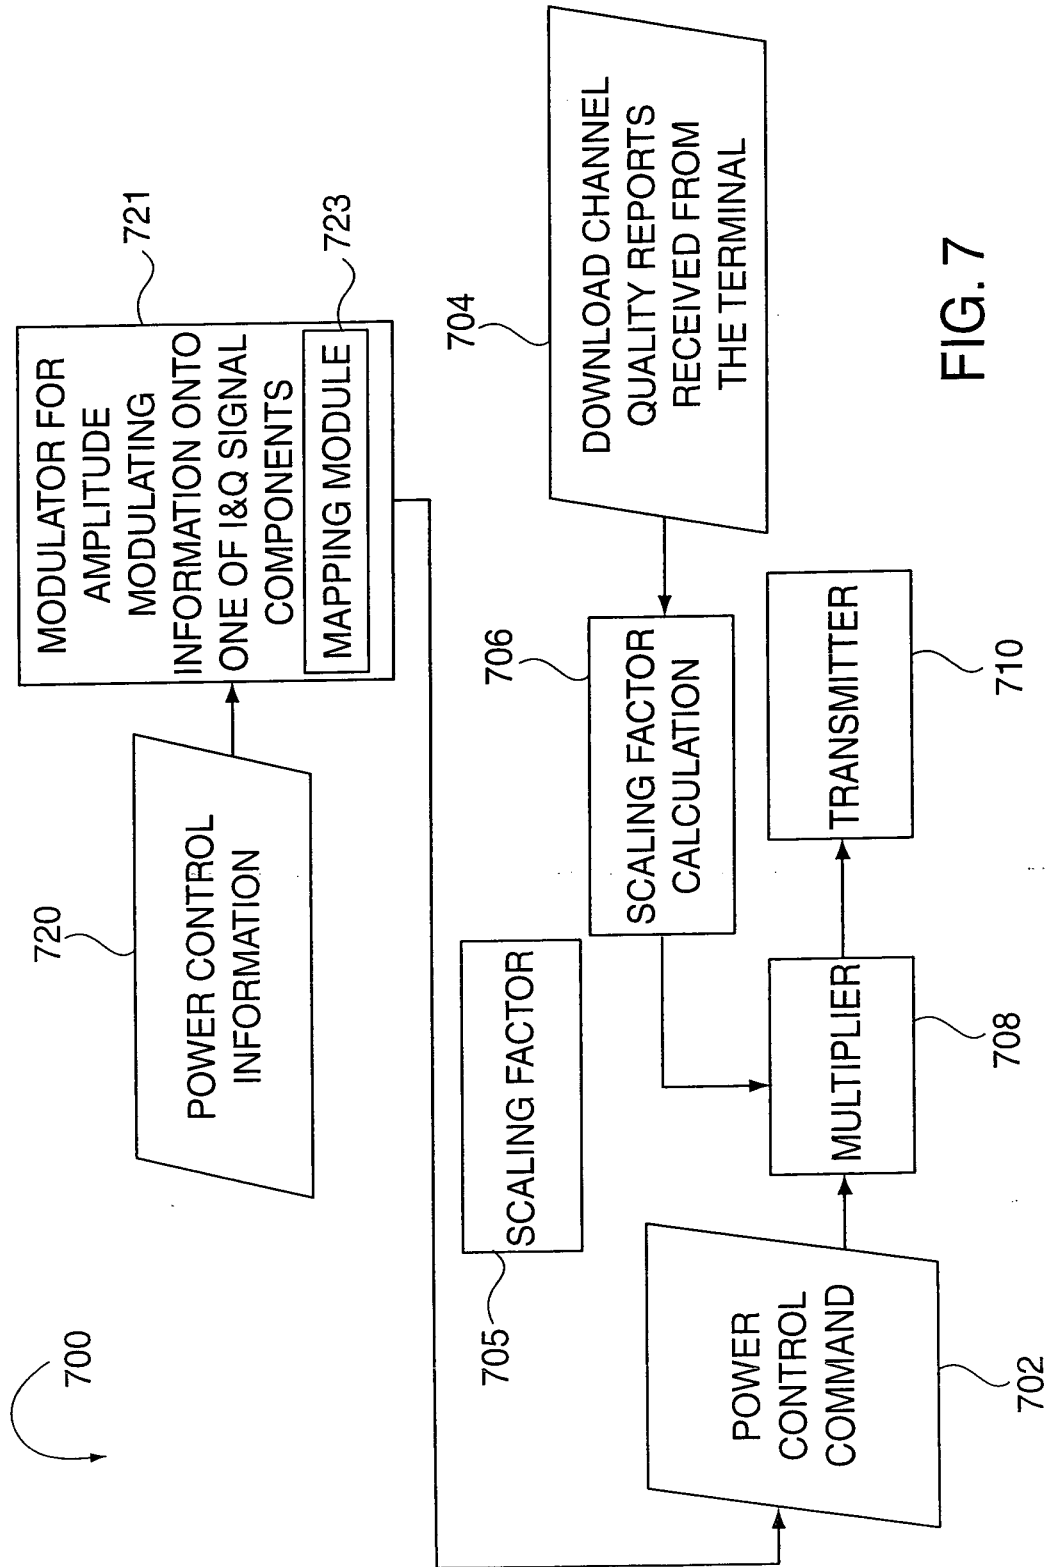 700
720
POWER CONTROL
INFORMATION
721
MODULATOR FOR
AMPLITUDE
MODULATING
INFORMATION ONTO
ONE OF I&Q SIGNAL
COMPONENTS
723
MAPPING MODULE
705
SCALING FACTOR
706
SCALING FACTOR
CALCULATION
704
DOWNLOAD CHANNEL
QUALITY REPORTS
RECEIVED FROM
THE TERMINAL
POWER
CONTROL
COMMAND
702
MULTIPLIER
708
TRANSMITTER
710
FIG. 7